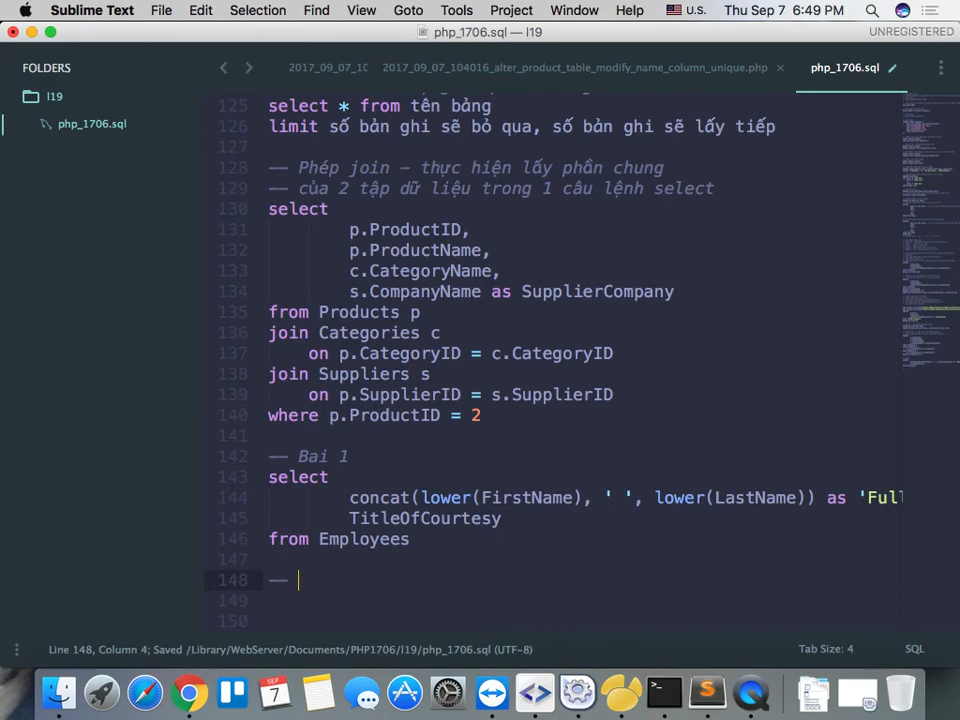 Sublime Text File Edit Selection Find View Goto Tools Project Window Help U.S. Thu Sep 7 6:49 PM
php_1706.sql — l19 UNREGISTERED
FOLDERS
l19
php_1706.sql
2017_09_07_10 2017_09_07_104016_alter_product_table_modify_name_column_unique.php × php_1706.sql
125 select * from tên bảng
126 limit số bản ghi sẽ bỏ qua, số bản ghi sẽ lấy tiếp
127
128 -- Phép join - thực hiện lấy phần chung
129 -- của 2 tập dữ liệu trong 1 câu lệnh select
130 select
131 p.ProductID,
132 p.ProductName,
133 c.CategoryName,
134 s.CompanyName as SupplierCompany
135 from Products p
136 join Categories c
137 on p.CategoryID = c.CategoryID
138 join Suppliers s
139 on p.SupplierID = s.SupplierID
140 where p.ProductID = 2
141
142 -- Bai 1
143 select
144 concat(lower(FirstName), ' ', lower(LastName)) as 'Full
145 TitleOfCourtesy
146 from Employees
147
148 --
149
150
Line 148, Column 4; Saved /Library/WebServer/Documents/PHP1706/l19/php_1706.sql (UTF-8) Tab Size: 4 SQL